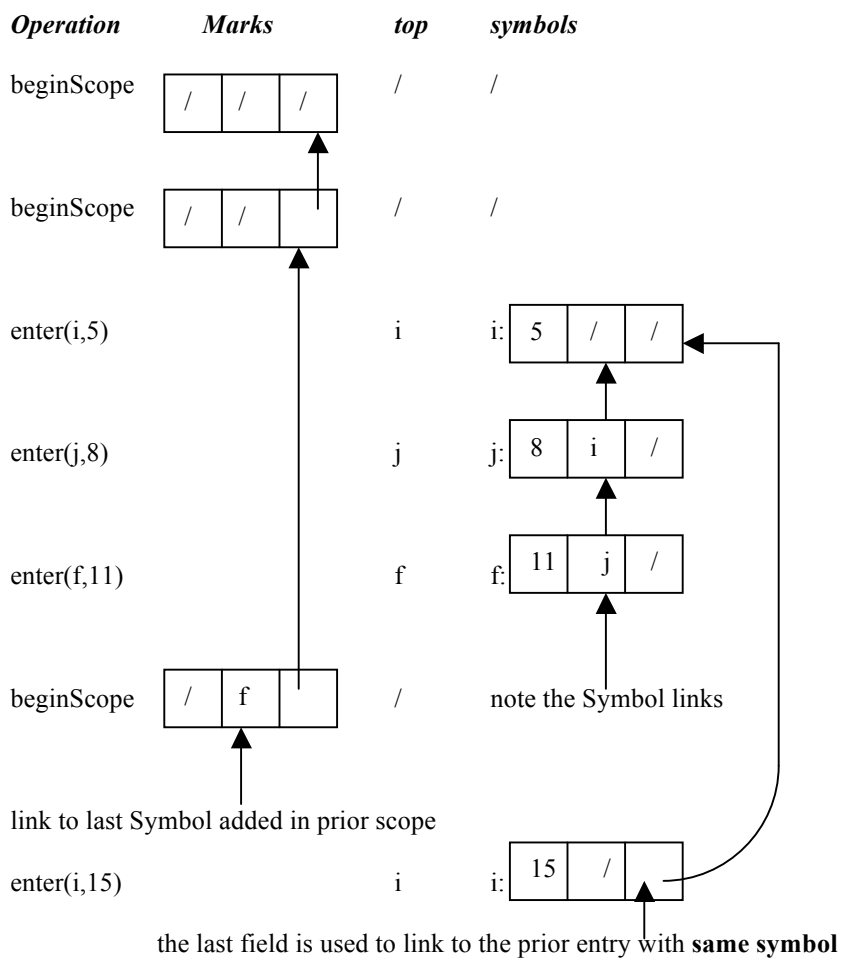 Operation Marks top symbols
beginScope / / / / /
beginScope / / / /
enter(i,5) i i: 5 / /
enter(j,8) j j: 8 i /
enter(f,11) f f: 11 j /
beginScope / f / note the Symbol links
link to last Symbol added in prior scope
enter(i,15) i i: 15 /
the last field is used to link to the prior entry with same symbol